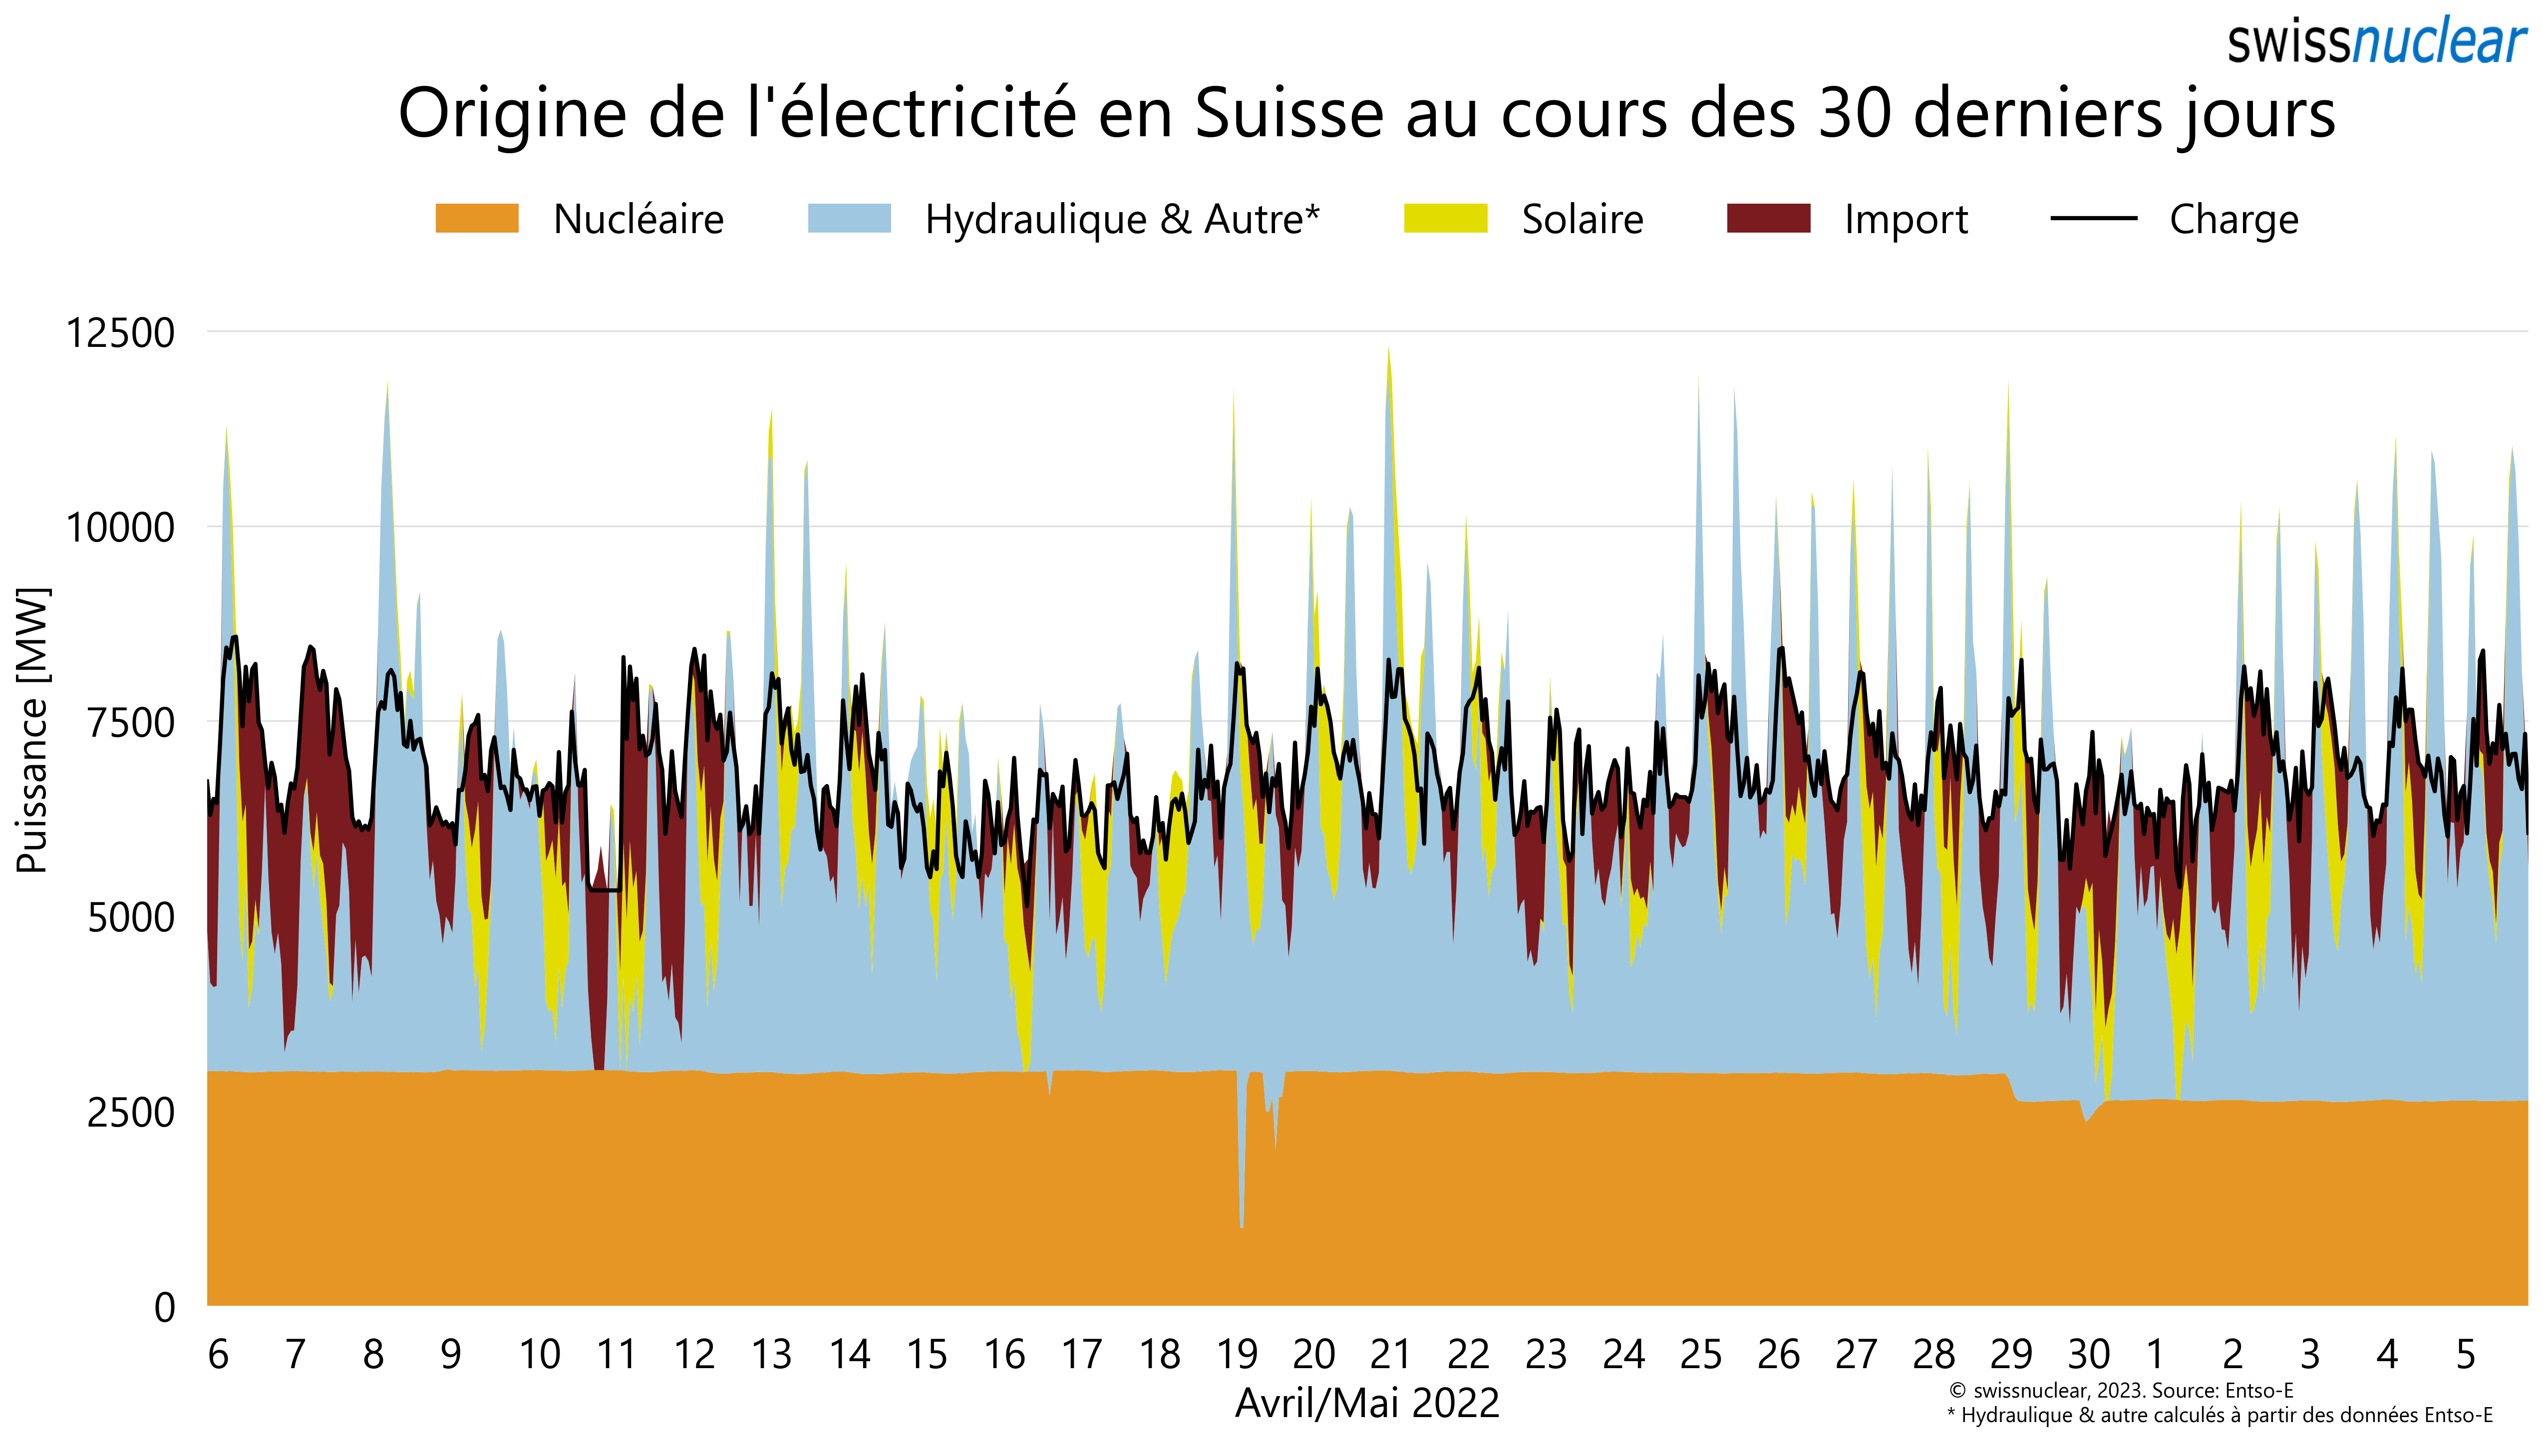 swissnuclear
Origine de l'électricité en Suisse au cours des 30 derniers jours
Nucléaire Hydraulique & Autre* Solaire Import Charge
Puissance [MW]
12500
10000
7500
5000
2500
0
6 7 8 9 10 11 12 13 14 15 16 17 18 19 20 21 22 23 24 25 26 27 28 29 30 1 2 3 4 5
Avril/Mai 2022
© swissnuclear, 2023. Source: Entso-E
* Hydraulique & autre calculés à partir des données Entso-E